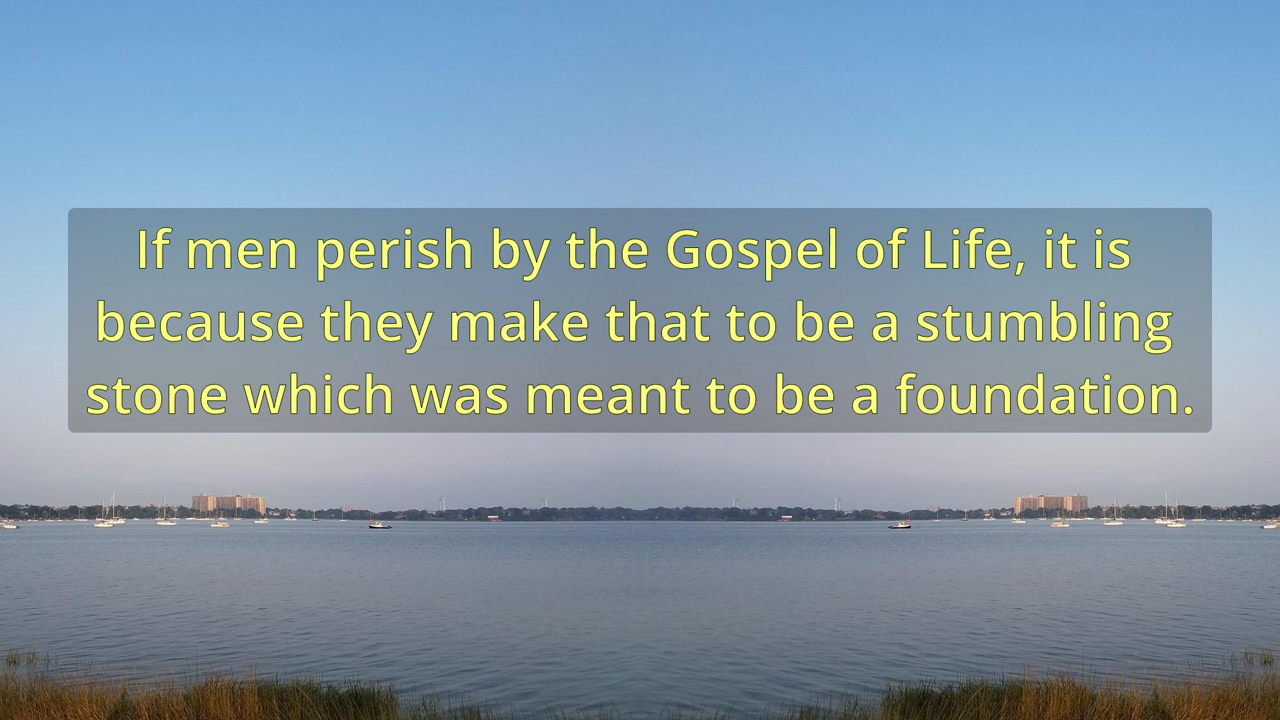 If men perish by the Gospel of Life, it is
because they make that to be a stumbling
stone which was meant to be a foundation.